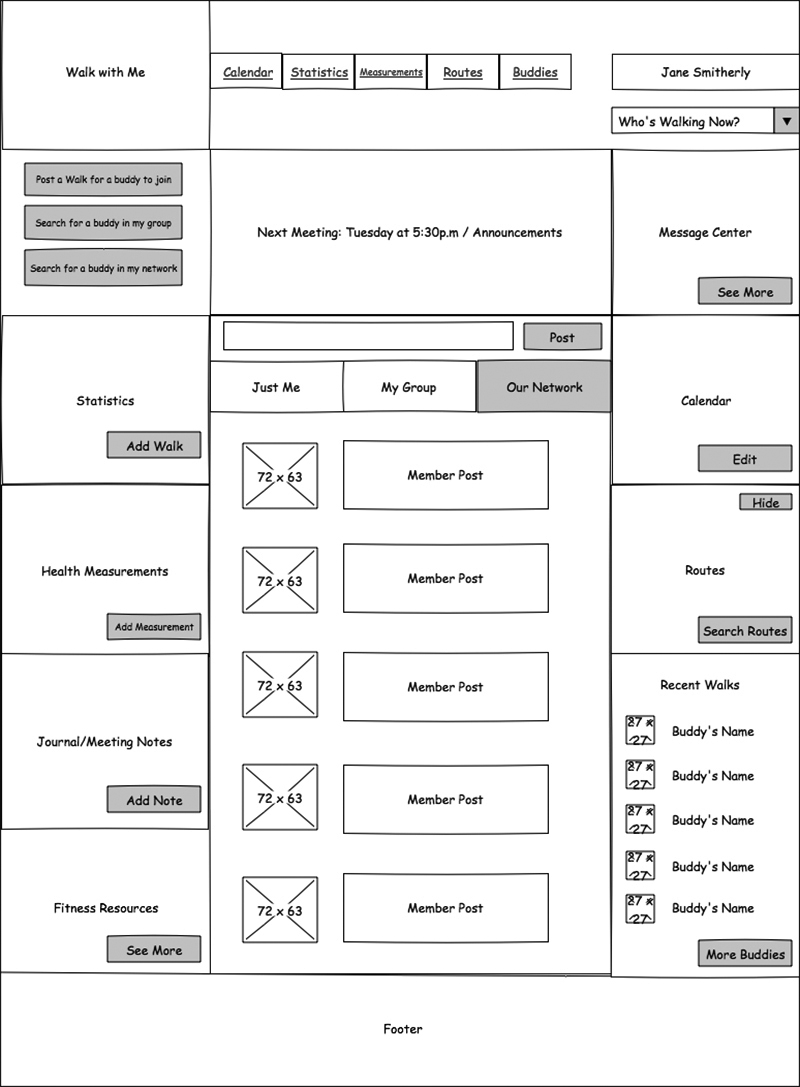 Walk with Me
Calendar
Statistics
Measurements
Routes
Buddies
Jane Smitherly
Who's Walking Now?
Post a Walk for a buddy to join
Search for a buddy in my group
Search for a buddy in my network
Next Meeting: Tuesday at 5:30p.m / Announcements
Message Center
See More
Post
Just Me
My Group
Our Network
Statistics
Add Walk
Calendar
Edit
72 x 63
Member Post
Health Measurements
Add Measurement
72 x 63
Member Post
Hide
Routes
Search Routes
Journal/Meeting Notes
Add Note
72 x 63
Member Post
72 x 63
Member Post
Recent Walks
27 x
27
Buddy's Name
27 x
27
Buddy's Name
27 x
27
Buddy's Name
27 x
27
Buddy's Name
27 x
27
Buddy's Name
More Buddies
Fitness Resources
See More
72 x 63
Member Post
Footer